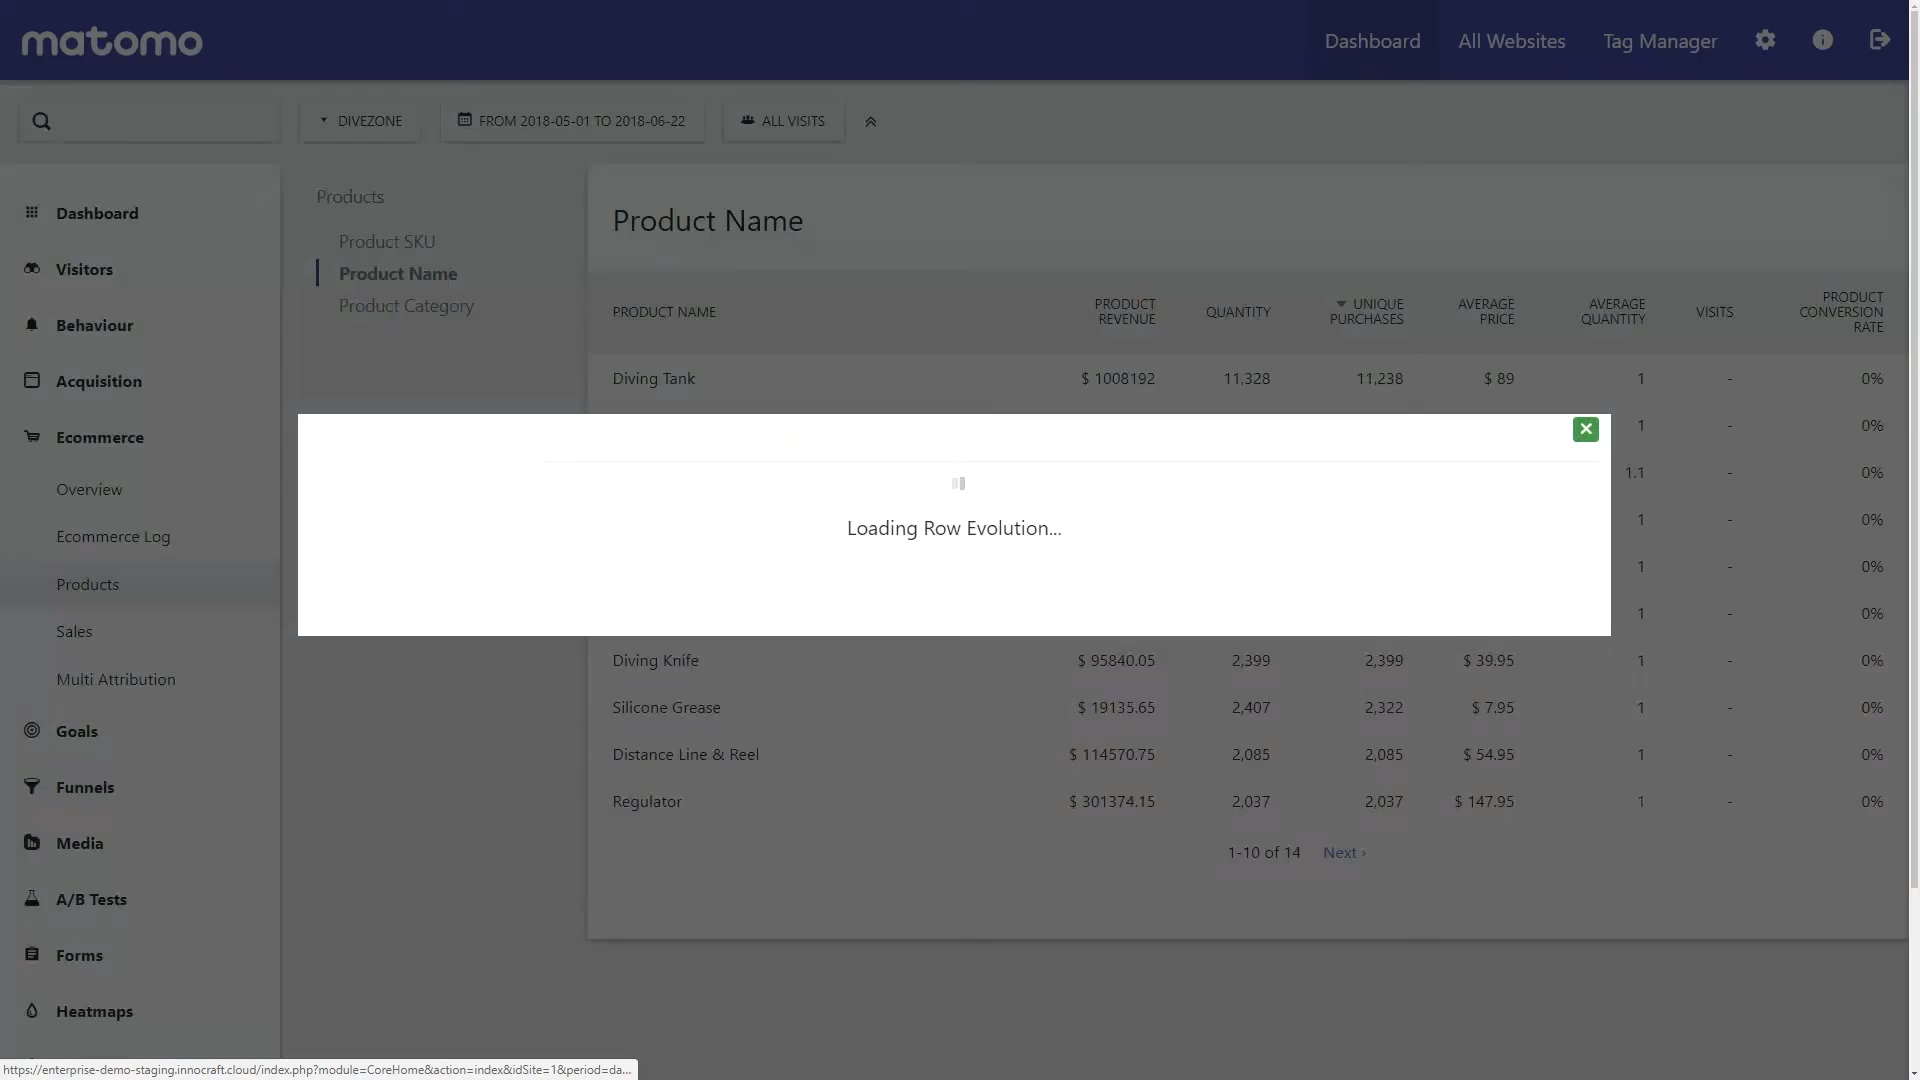 matomo
Dashboard
All Websites
Tag Manager
DIVEZONE
FROM 2018-05-01 TO 2018-06-22
ALL VISITS
Dashboard
Visitors
Behaviour
Acquisition
Ecommerce
Overview
Ecommerce Log
Products
Sales
Multi Attribution
Goals
Funnels
Media
A/B Tests
Forms
Heatmaps
Products
Product SKU
Product Name
Product Category
Product Name
PRODUCT NAME PRODUCT REVENUE QUANTITY UNIQUE PURCHASES AVERAGE PRICE AVERAGE QUANTITY VISITS PRODUCT CONVERSION RATE
Diving Tank $ 1008192 11,328 11,238 $ 89 1 - 0%
1 - 0%
1.1 - 0%
1 - 0%
1 - 0%
1 - 0%
Loading Row Evolution...
Diving Knife $ 95840.05 2,399 2,399 $ 39.95 1 - 0%
Silicone Grease $ 19135.65 2,407 2,322 $ 7.95 1 - 0%
Distance Line & Reel $ 114570.75 2,085 2,085 $ 54.95 1 - 0%
Regulator $ 301374.15 2,037 2,037 $ 147.95 1 - 0%
1-10 of 14 Next ›
https://enterprise-demo-staging.innocraft.cloud/index.php?module=CoreHome&action=index&idSite=1&period=da...